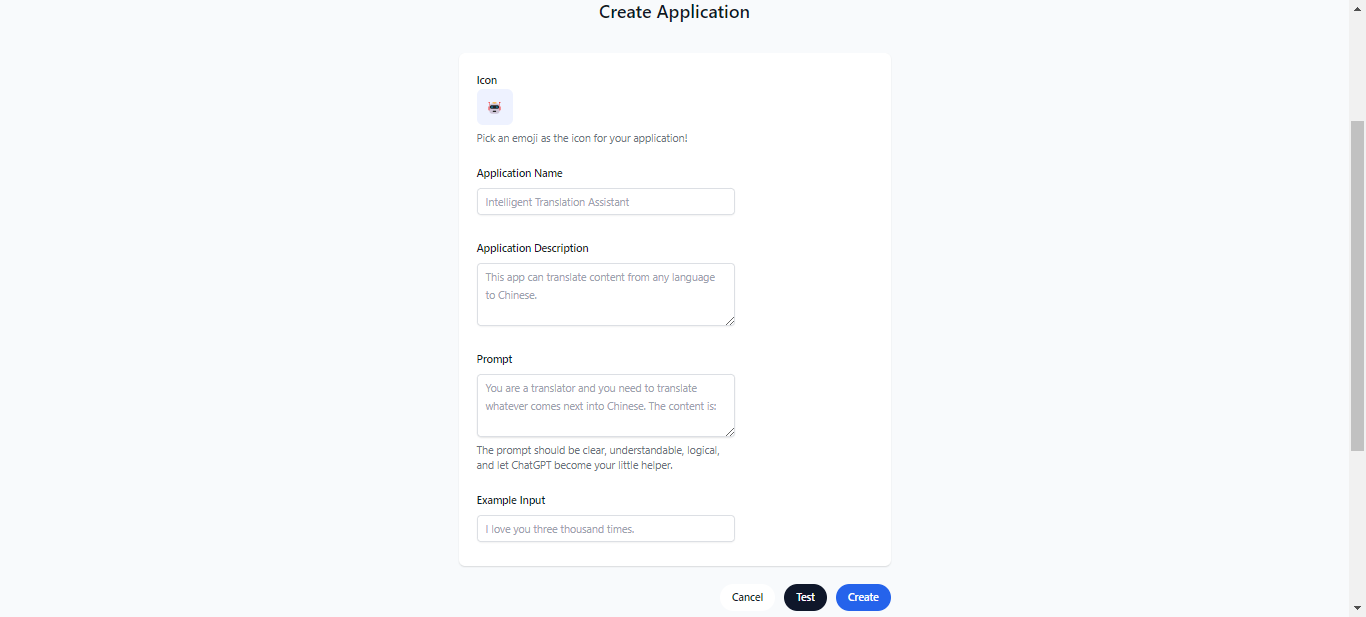 Create Application
Icon
Pick an emoji as the icon for your application!
Application Name
Intelligent Translation Assistant
Application Description
This app can translate content from any language
to Chinese.
Prompt
You are a translator and you need to translate
whatever comes next into Chinese. The content is:
The prompt should be clear, understandable, logical,
and let ChatGPT become your little helper.
Example Input
I love you three thousand times.
Cancel Test Create